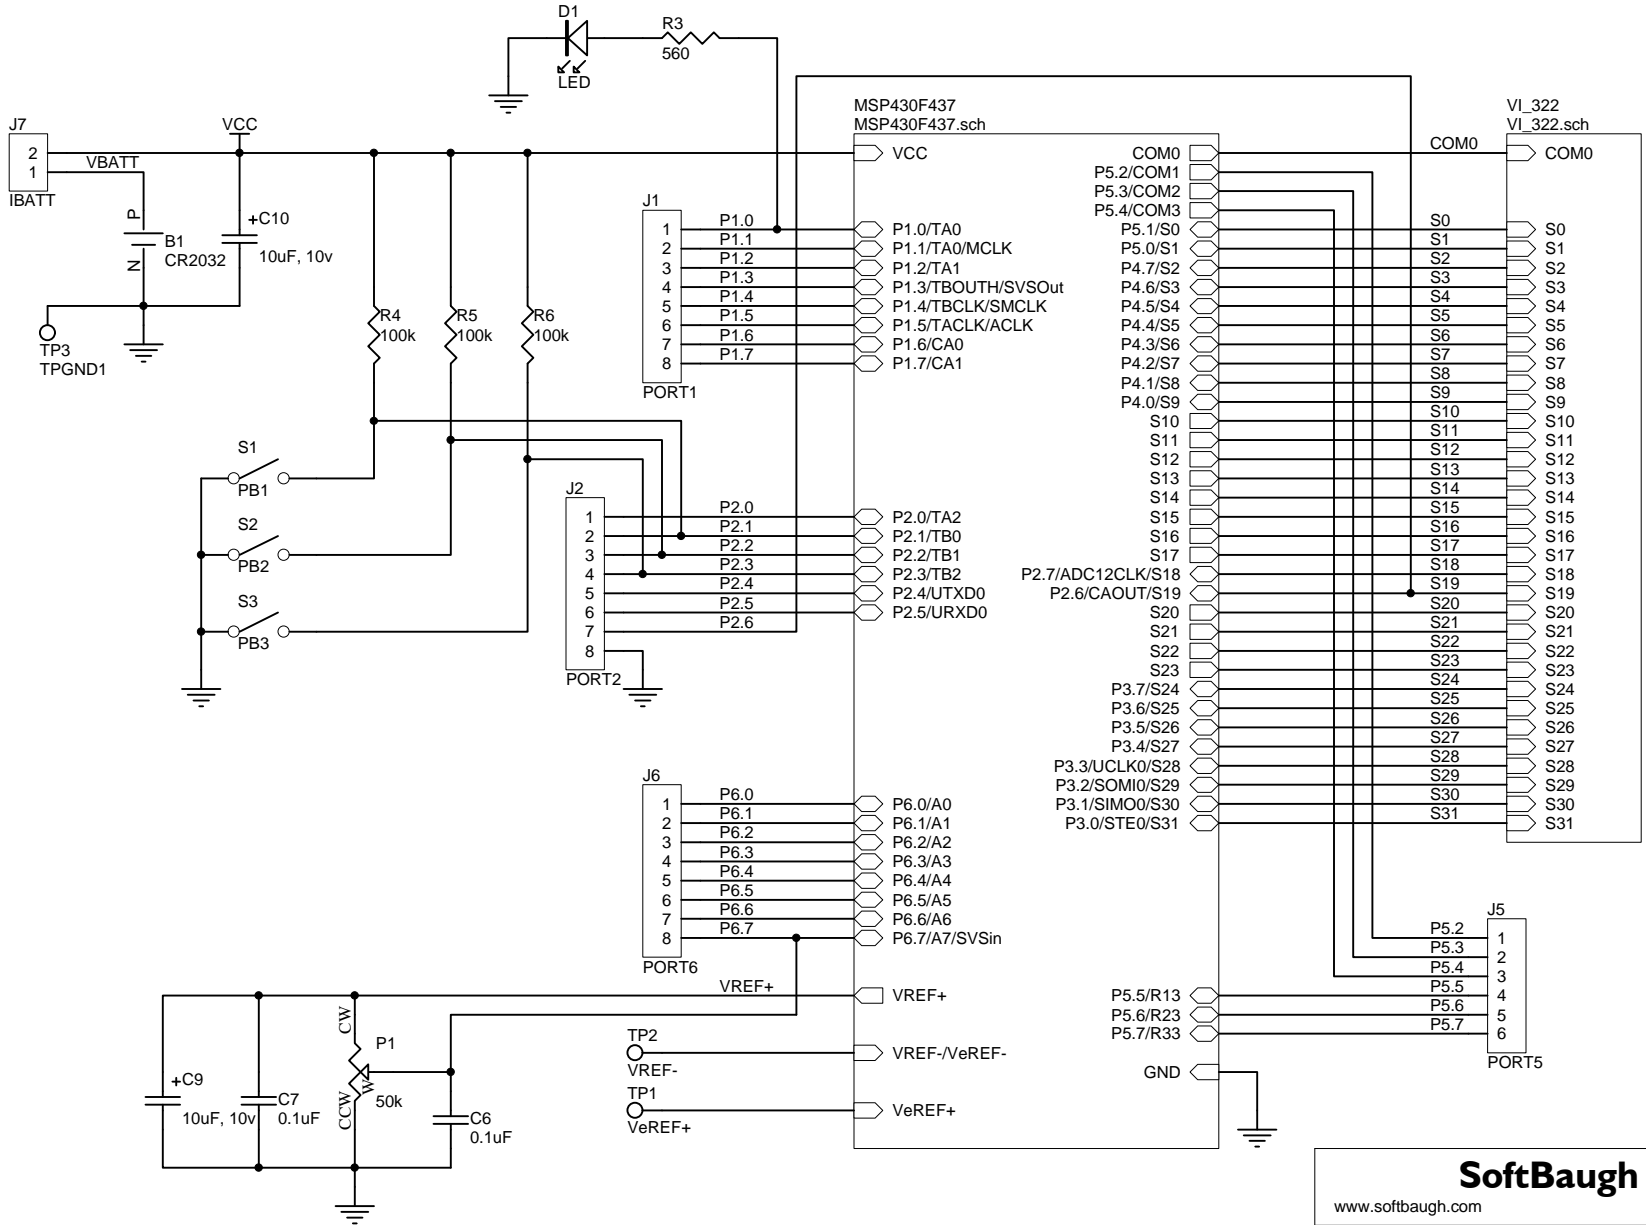 D1
R3
560
LED
MSP430F437
MSP430F437.sch
VI_322
VI_322.sch
J7
2
1
IBATT
VCC
VBATT
P
N
B1
CR2032
+C10
10uF, 10v
TP3
TPGND1
R4
100k
R5
100k
R6
100k
S1
PB1
S2
PB2
S3
PB3
J1
1 P1.0
2 P1.1
3 P1.2
4 P1.3
5 P1.4
6 P1.5
7 P1.6
8 P1.7
PORT1
J2
1 P2.0
2 P2.1
3 P2.2
4 P2.3
5 P2.4
6 P2.5
7 P2.6
8
PORT2
J6
1 P6.0
2 P6.1
3 P6.2
4 P6.3
5 P6.4
6 P6.5
7 P6.6
8 P6.7
PORT6
VREF+
TP2
VREF-
TP1
VeREF+
+C9
10uF, 10v
C7
0.1uF
CW
CCW
W
P1
50k
C6
0.1uF
VCC
P1.0/TA0
P1.1/TA0/MCLK
P1.2/TA1
P1.3/TBOUTH/SVSOut
P1.4/TBCLK/SMCLK
P1.5/TACLK/ACLK
P1.6/CA0
P1.7/CA1
P2.0/TA2
P2.1/TB0
P2.2/TB1
P2.3/TB2
P2.4/UTXD0
P2.5/URXD0
P6.0/A0
P6.1/A1
P6.2/A2
P6.3/A3
P6.4/A4
P6.5/A5
P6.6/A6
P6.7/A7/SVSin
VREF+
VREF-/VeREF-
VeREF+
COM0 COM0 COM0
P5.2/COM1
P5.3/COM2
P5.4/COM3
P5.1/S0 S0 S0
P5.0/S1 S1 S1
P4.7/S2 S2 S2
P4.6/S3 S3 S3
P4.5/S4 S4 S4
P4.4/S5 S5 S5
P4.3/S6 S6 S6
P4.2/S7 S7 S7
P4.1/S8 S8 S8
P4.0/S9 S9 S9
S10 S10 S10
S11 S11 S11
S12 S12 S12
S13 S13 S13
S14 S14 S14
S15 S15 S15
S16 S16 S16
S17 S17 S17
P2.7/ADC12CLK/S18 S18 S18
P2.6/CAOUT/S19 S19 S19
S20 S20 S20
S21 S21 S21
S22 S22 S22
S23 S23 S23
P3.7/S24 S24 S24
P3.6/S25 S25 S25
P3.5/S26 S26 S26
P3.4/S27 S27 S27
P3.3/UCLK0/S28 S28 S28
P3.2/SOMI0/S29 S29 S29
P3.1/SIMO0/S30 S30 S30
P3.0/STE0/S31 S31 S31
P5.5/R13
P5.6/R23
P5.7/R33
GND
J5
P5.2 1
P5.3 2
P5.4 3
P5.5 4
P5.6 5
P5.7 6
PORT5
SoftBaugh
www.softbaugh.com